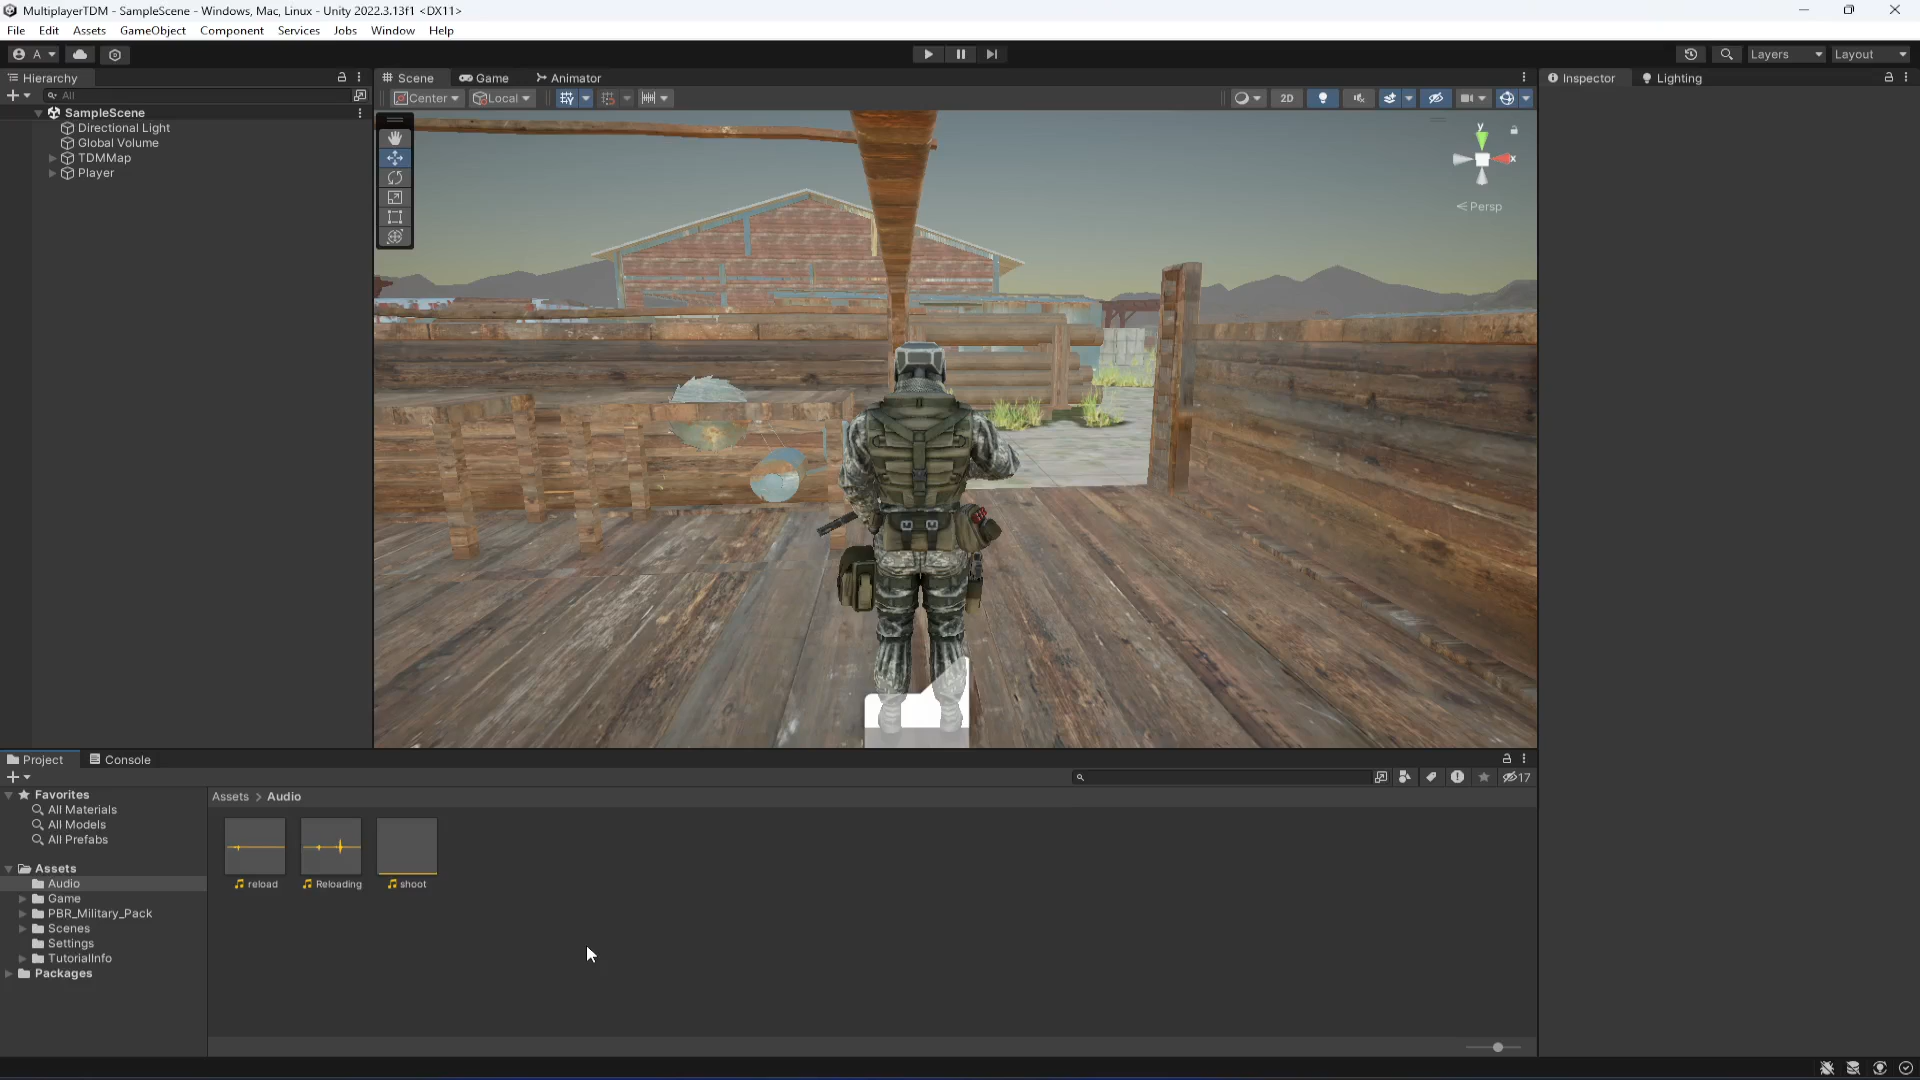 MultiplayerTDM - SampleScene - Windows, Mac, Linux - Unity 2022.3.13f1 <DX11>
File Edit Assets GameObject Component Services Jobs Window Help
A Layers Layout
Hierarchy Scene Game Animator Inspector Lighting
All Center Local 2D
SampleScene
Directional Light
Global Volume
TDMMap
Player
y
x
Persp
Project Console
17
Favorites
All Materials
All Models
All Prefabs
Assets
Audio
Game
PBR_Military_Pack
Scenes
Settings
TutorialInfo
Packages
Assets > Audio
reload Reloading shoot